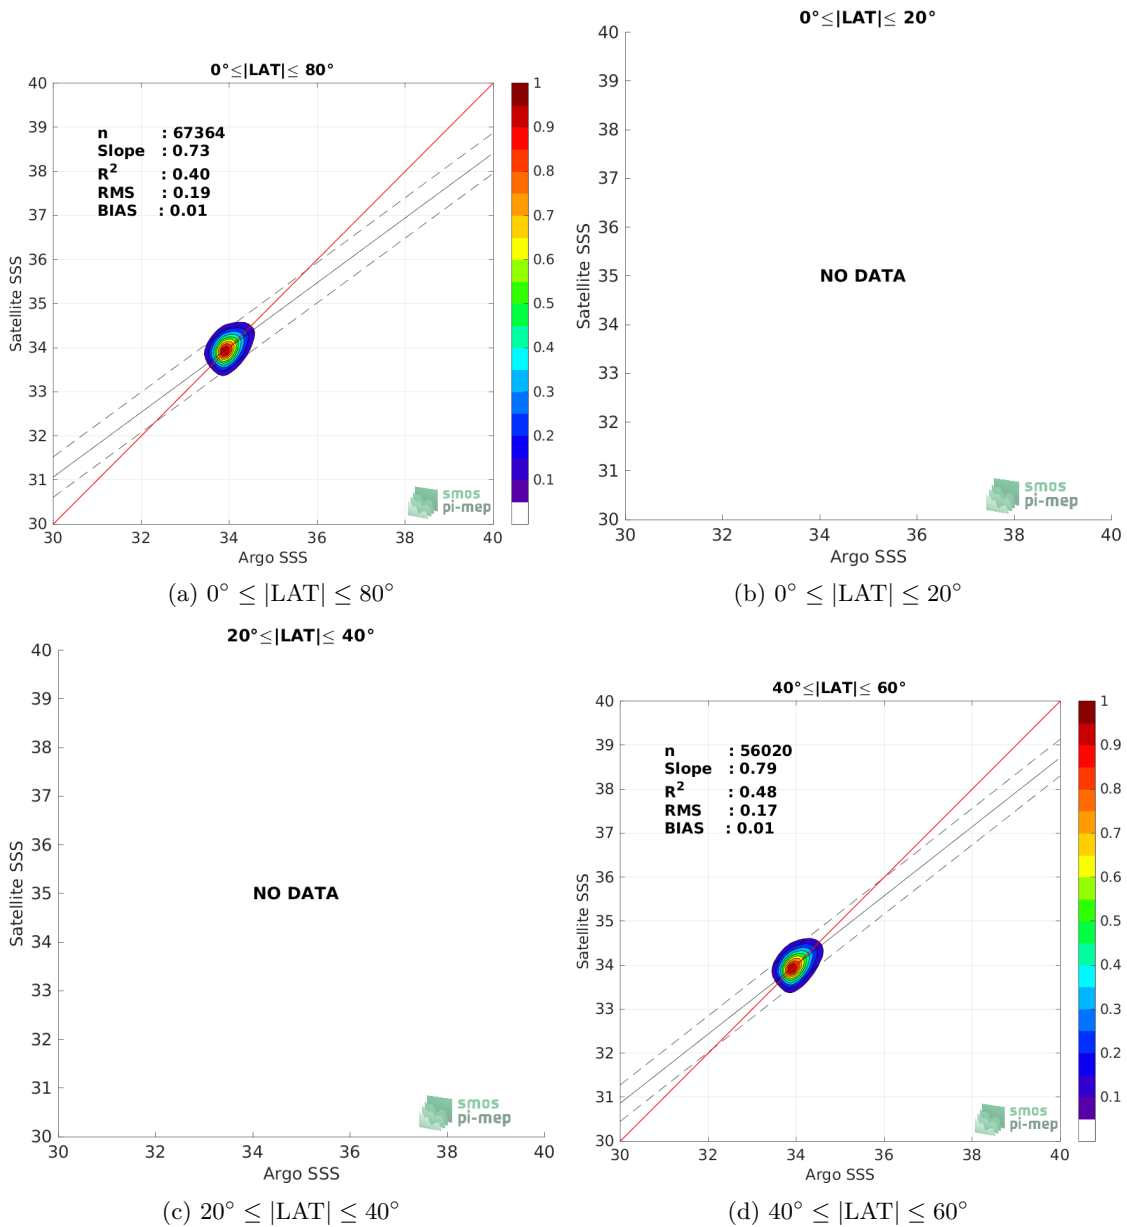 0°≤|LAT|≤ 80°
40
39
38
37
36
35
34
33
32
31
30
Satellite SSS
n : 67364
Slope : 0.73
R² : 0.40
RMS : 0.19
BIAS : 0.01
1
0.9
0.8
0.7
0.6
0.5
0.4
0.3
0.2
0.1
smos
pi-mep
30 32 34 36 38 40
Argo SSS
(a) 0° ≤ |LAT| ≤ 80°
0°≤|LAT|≤ 20°
40
39
38
37
36
35
34
33
32
31
30
Satellite SSS
NO DATA
smos
pi-mep
30 32 34 36 38 40
Argo SSS
(b) 0° ≤ |LAT| ≤ 20°
20°≤|LAT|≤ 40°
40
39
38
37
36
35
34
33
32
31
30
Satellite SSS
NO DATA
smos
pi-mep
30 32 34 36 38 40
Argo SSS
(c) 20° ≤ |LAT| ≤ 40°
40°≤|LAT|≤ 60°
40
39
38
37
36
35
34
33
32
31
30
Satellite SSS
n : 56020
Slope : 0.79
R² : 0.48
RMS : 0.17
BIAS : 0.01
1
0.9
0.8
0.7
0.6
0.5
0.4
0.3
0.2
0.1
smos
pi-mep
30 32 34 36 38 40
Argo SSS
(d) 40° ≤ |LAT| ≤ 60°